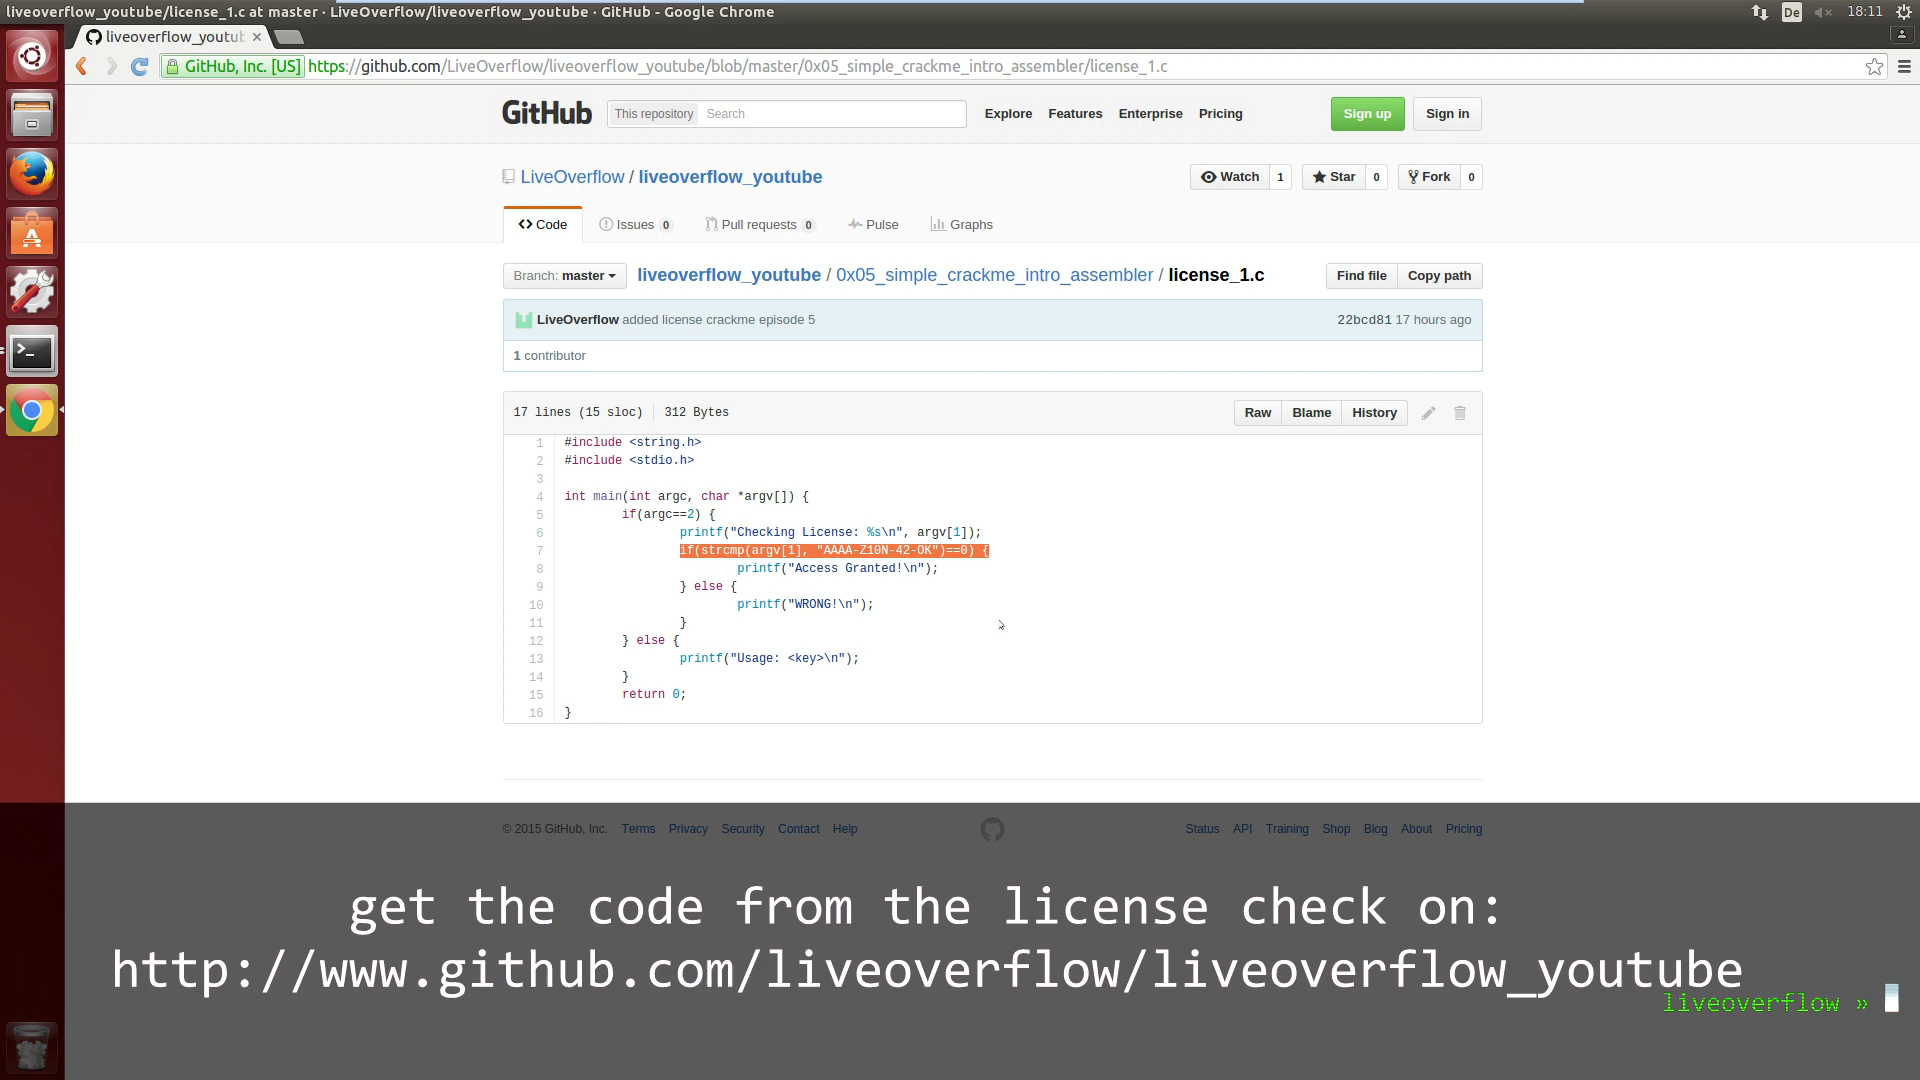 liveoverflow_youtube/license_1.c at master · LiveOverflow/liveoverflow_youtube · GitHub - Google Chrome
De 18:11
liveoverflow_youtub
GitHub, Inc. [US] https://github.com/LiveOverflow/liveoverflow_youtube/blob/master/0x05_simple_crackme_intro_assembler/license_1.c
GitHub This repository Search Explore Features Enterprise Pricing Sign up Sign in
LiveOverflow / liveoverflow_youtube Watch 1 Star 0 Fork 0
Code Issues 0 Pull requests 0 Pulse Graphs
Branch: master liveoverflow_youtube / 0x05_simple_crackme_intro_assembler / license_1.c Find file Copy path
LiveOverflow added license crackme episode 5 22bcd81 17 hours ago
1 contributor
17 lines (15 sloc) 312 Bytes Raw Blame History
1 #include <string.h>
2 #include <stdio.h>
3
4 int main(int argc, char *argv[]) {
5 if(argc==2) {
6 printf("Checking License: %s\n", argv[1]);
7 if(strcmp(argv[1], "AAAA-Z10N-42-OK")==0) {
8 printf("Access Granted!\n");
9 } else {
10 printf("WRONG!\n");
11 }
12 } else {
13 printf("Usage: <key>\n");
14 }
15 return 0;
16 }
© 2015 GitHub, Inc. Terms Privacy Security Contact Help Status API Training Shop Blog About Pricing
get the code from the license check on:
http://www.github.com/liveoverflow/liveoverflow_youtube
liveoverflow »